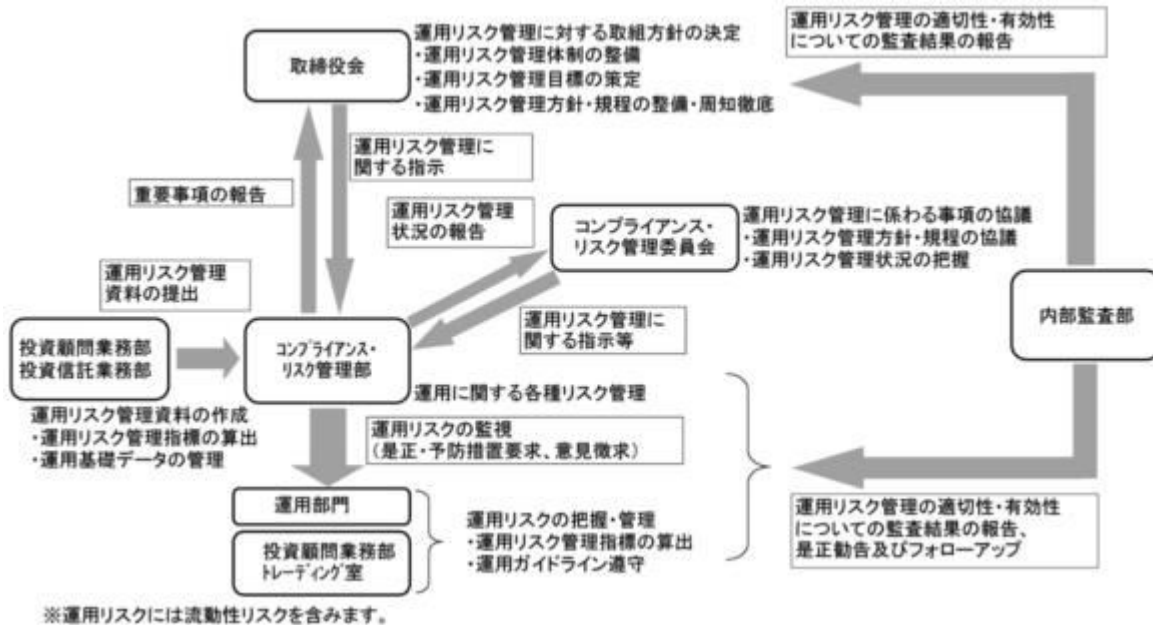 運用リスク管理に対する取組方針の決定
・運用リスク管理体制の整備
・運用リスク管理目標の策定
・運用リスク管理方針・規程の整備・周知徹底
取締役会
運用リスク管理の適切性・有効性
についての監査結果の報告
運用リスク管理に
関する指示
重要事項の報告
運用リスク管理
状況の報告
コンプライアンス・
リスク管理委員会
運用リスク管理に係わる事項の協議
・運用リスク管理方針・規程の協議
・運用リスク管理状況の把握
運用リスク管理
資料の提出
運用リスク管理に
関する指示等
内部監査部
投資顧問業務部
投資信託業務部
コンプライアンス・
リスク管理部
運用に関する各種リスク管理
運用リスク管理資料の作成
・運用リスク管理指標の算出
・運用基礎データの管理
運用リスクの監視
(是正・予防措置要求、意見徴求)
運用部門
投資顧問業務部
トレーディング室
運用リスクの把握・管理
・運用リスク管理指標の算出
・運用ガイドライン遵守
運用リスク管理の適切性・有効性
についての監査結果の報告、
是正勧告及びフォローアップ
※運用リスクには流動性リスクを含みます。